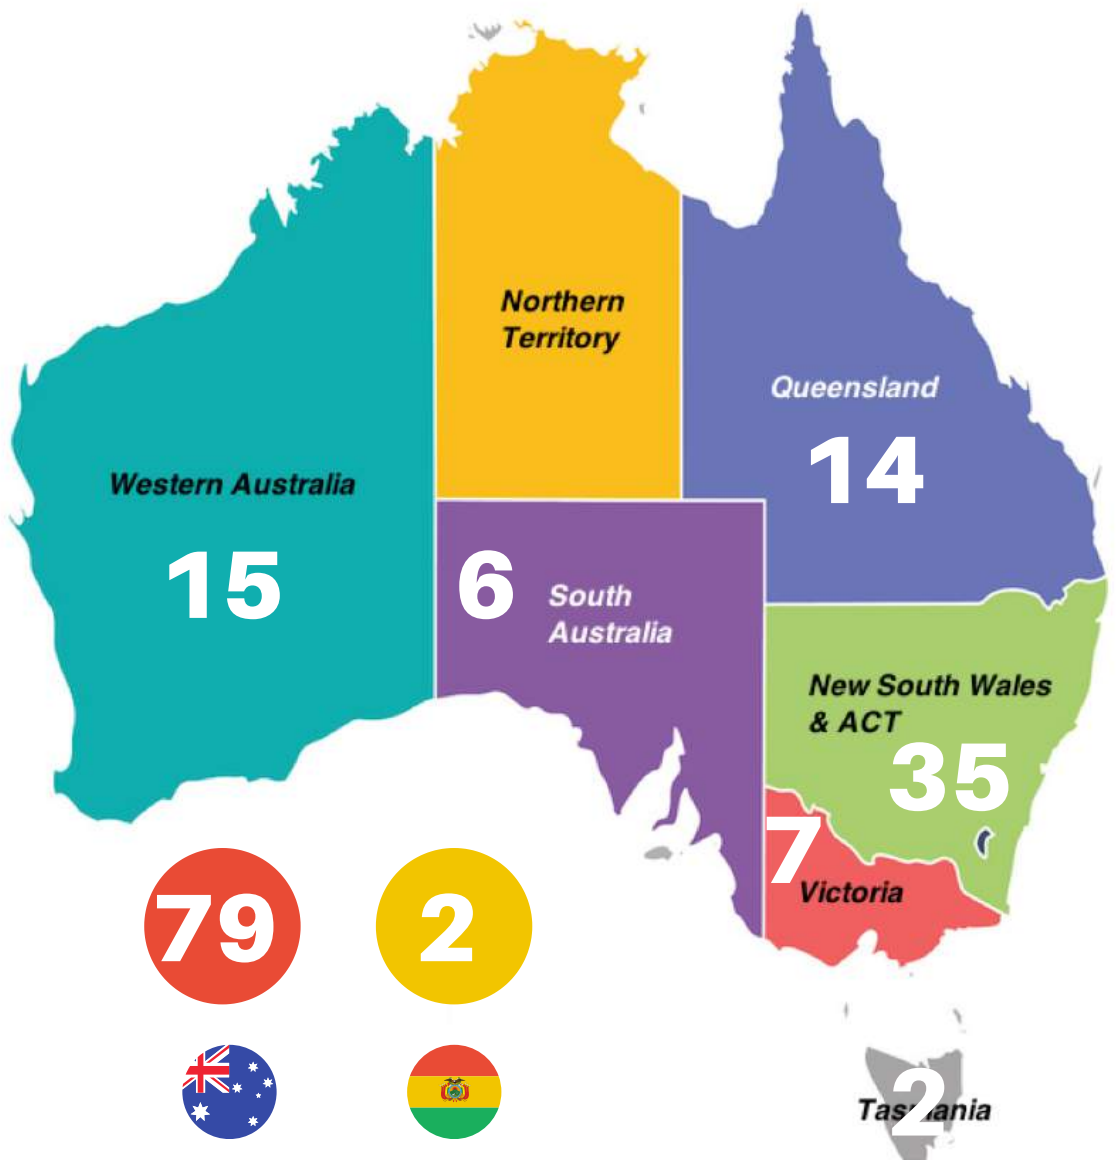 Northern
Territory
Queensland
14
Western Australia
15
6
South
Australia
New South Wales
& ACT
35
7
Victoria
79
2
2
Tasmania